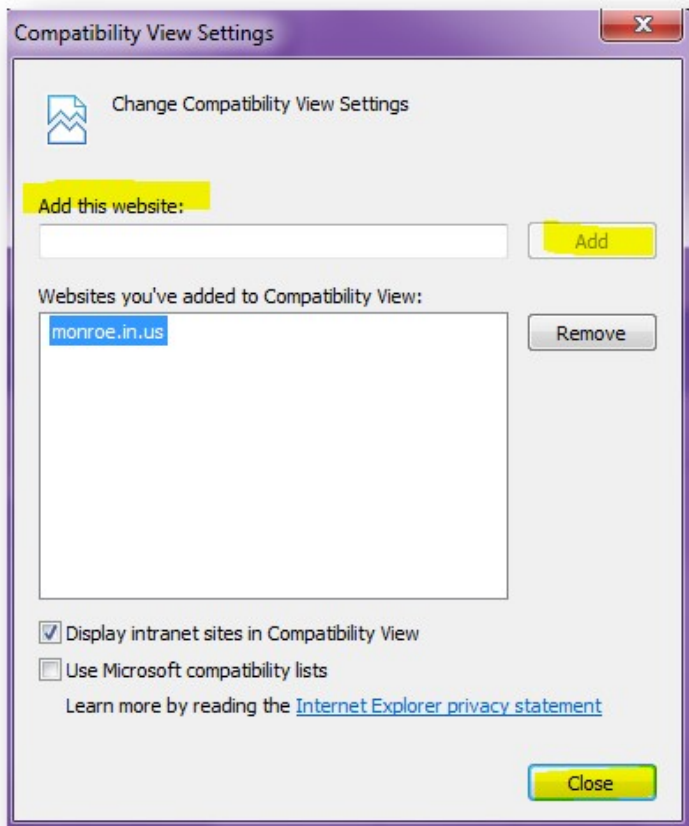 Compatibility View Settings
Change Compatibility View Settings
Add this website:
Add
Websites you've added to Compatibility View:
monroe.in.us
Remove
Display intranet sites in Compatibility View
Use Microsoft compatibility lists
Learn more by reading the Internet Explorer privacy statement
Close